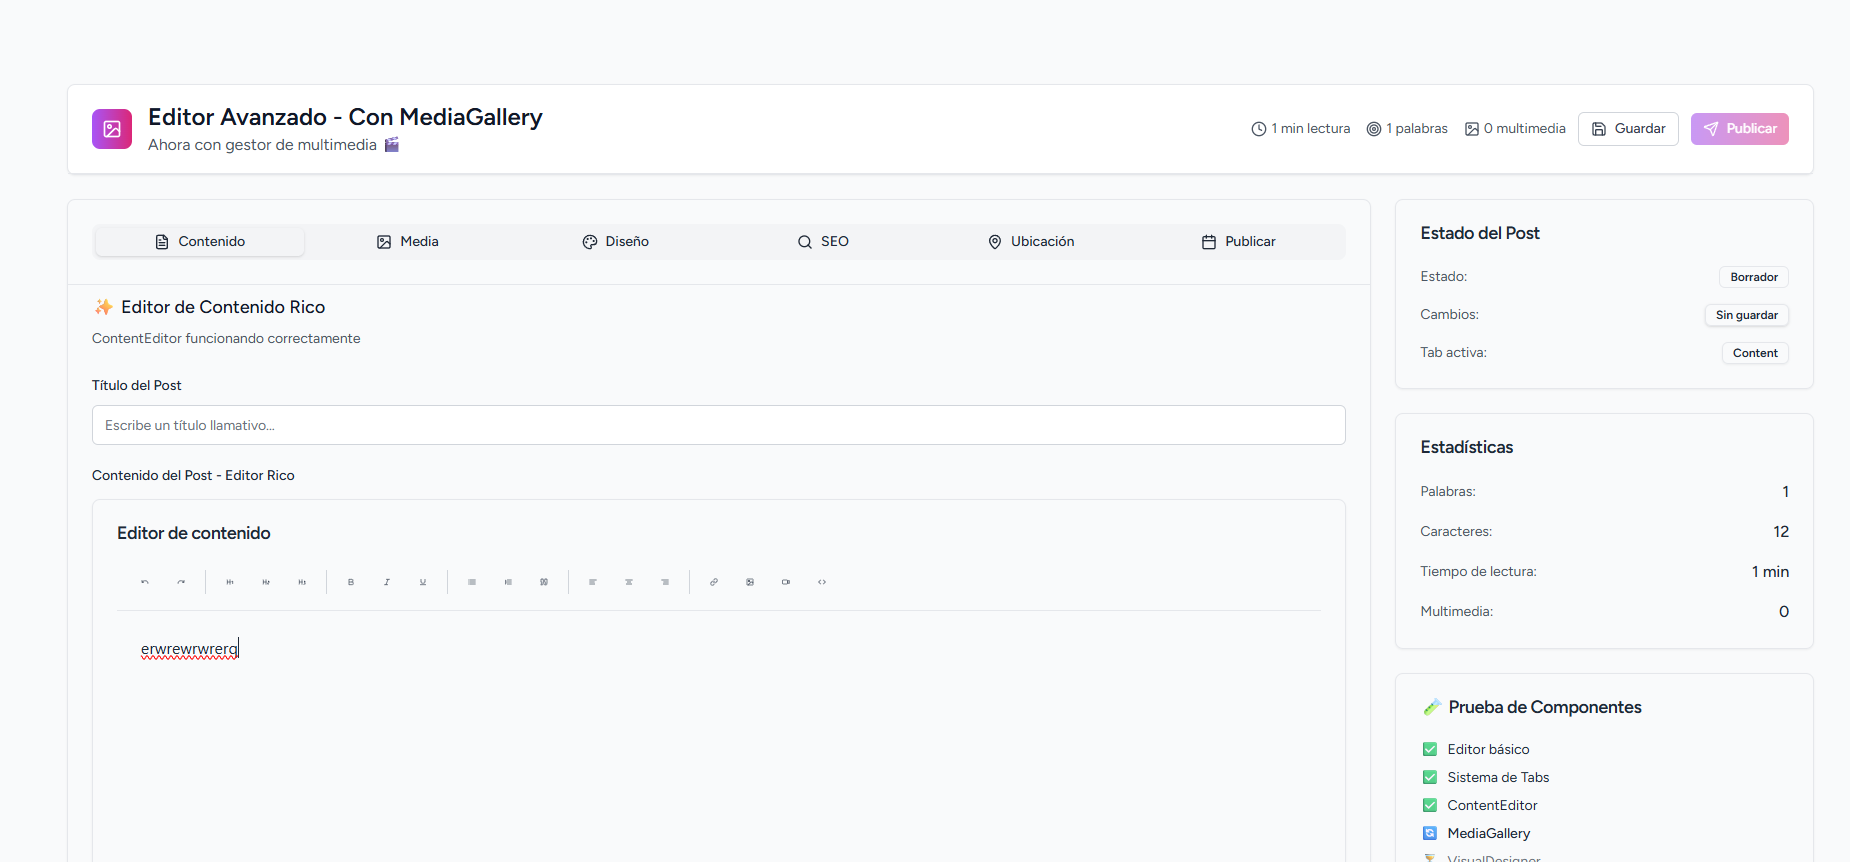 Editor Avanzado - Con MediaGallery
Ahora con gestor de multimedia
1 min lectura
1 palabras
0 multimedia
Guardar
Publicar
Contenido
Media
Diseño
SEO
Ubicación
Publicar
Editor de Contenido Rico
ContentEditor funcionando correctamente
Título del Post
Escribe un título llamativo...
Contenido del Post - Editor Rico
Editor de contenido
H1 H2 H3 B I U
erwrewrwrerq
Estado del Post
Estado: Borrador
Cambios: Sin guardar
Tab activa: Content
Estadísticas
Palabras: 1
Caracteres: 12
Tiempo de lectura: 1 min
Multimedia: 0
Prueba de Componentes
Editor básico
Sistema de Tabs
ContentEditor
MediaGallery
VisualDesigner